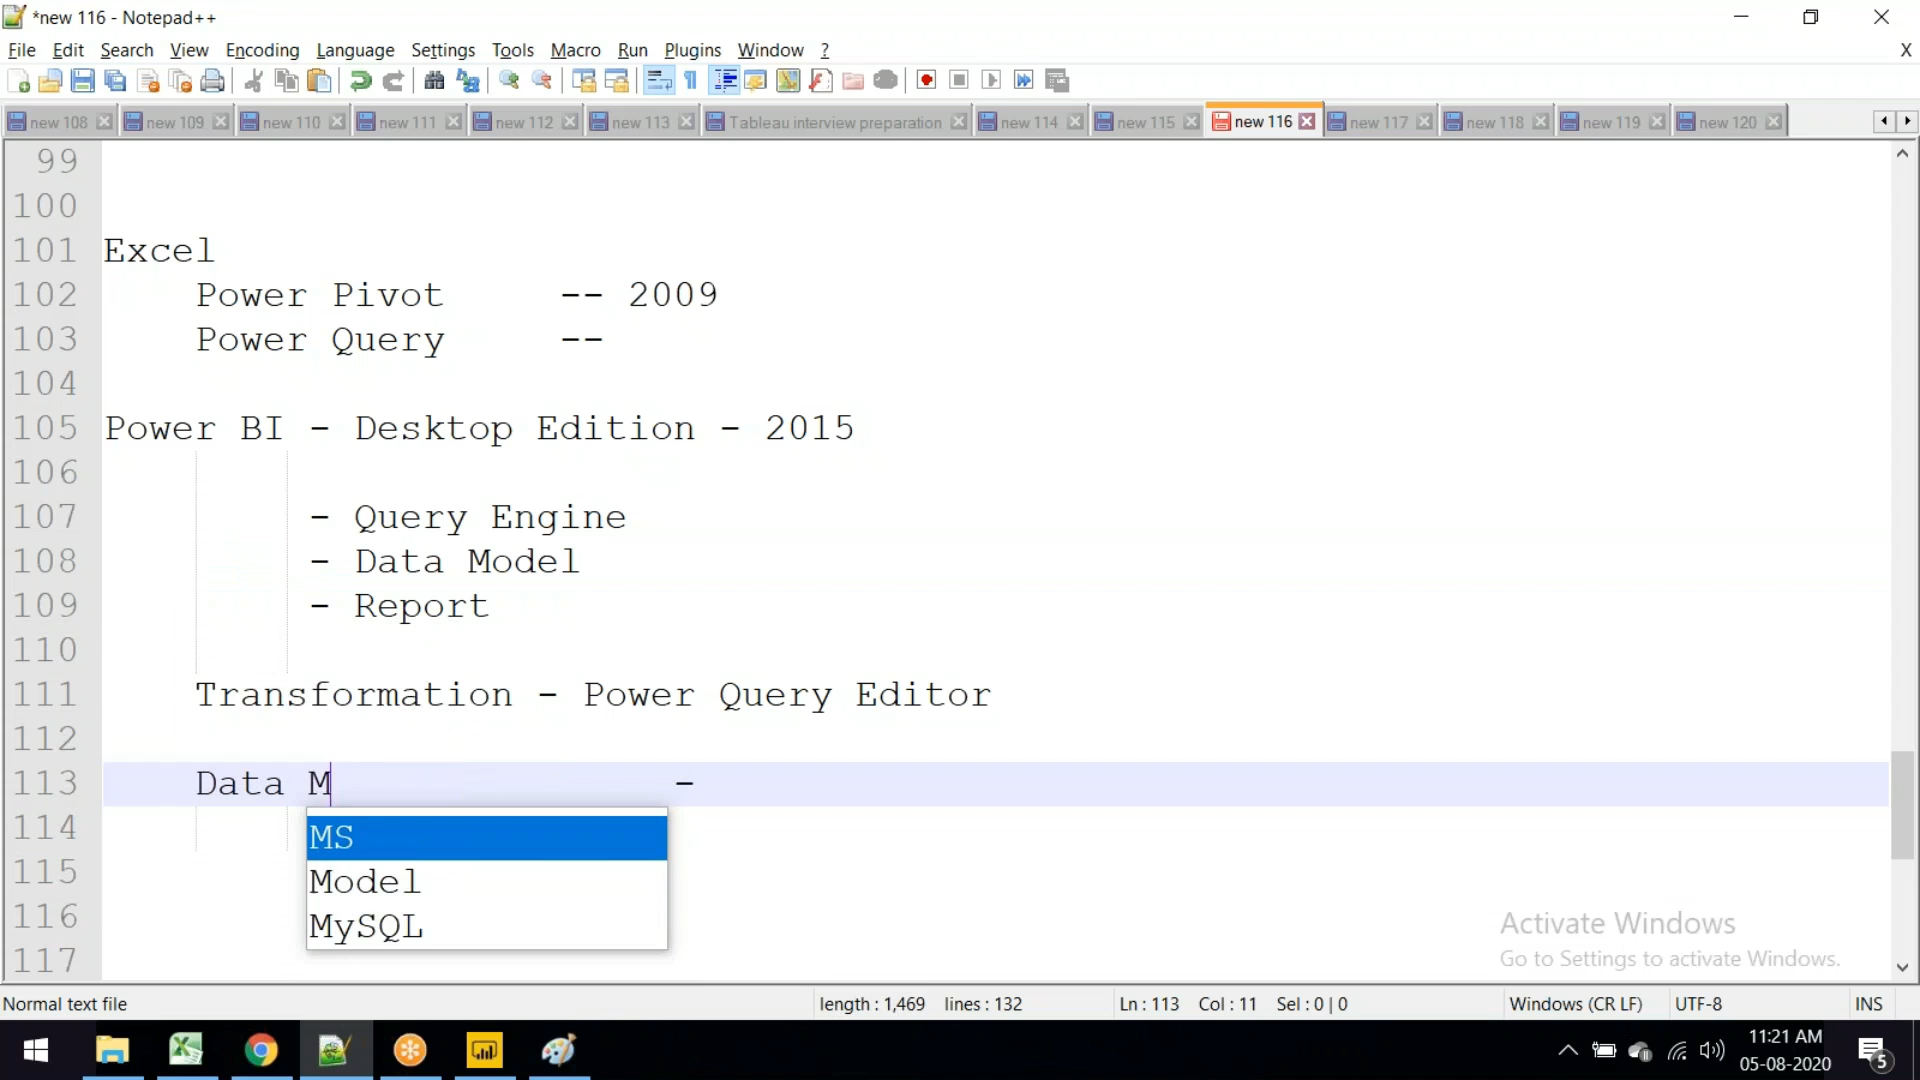 *new 116 - Notepad++
File Edit Search View Encoding Language Settings Tools Macro Run Plugins Window ? X
new 108 new 109 new 110 new 111 new 112 new 113 Tableau interview preparation new 114 new 115 new 116 new 117 new 118 new 119 new 120
99
100
101 Excel
102 Power Pivot -- 2009
103 Power Query --
104
105 Power BI - Desktop Edition - 2015
106
107 - Query Engine
108 - Data Model
109 - Report
110
111 Transformation - Power Query Editor
112
113 Data M -
114
MS
115
Model
116
MySQL
117
Activate Windows
Go to Settings to activate Windows.
Normal text file length : 1,469 lines : 132 Ln : 113 Col : 11 Sel : 0 | 0 Windows (CR LF) UTF-8 INS
11:21 AM
05-08-2020
5